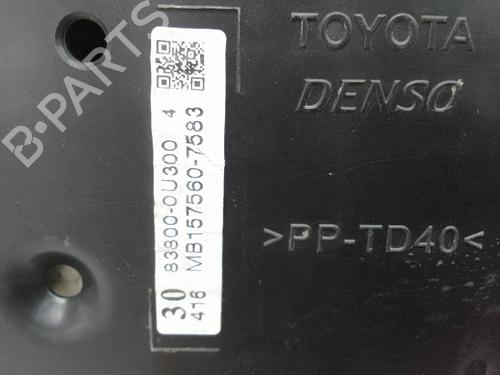 TOYOTA
DENSO
>PP-TD40<
30 83800-0U300 4
416 MB157560-7583
B-PARTS